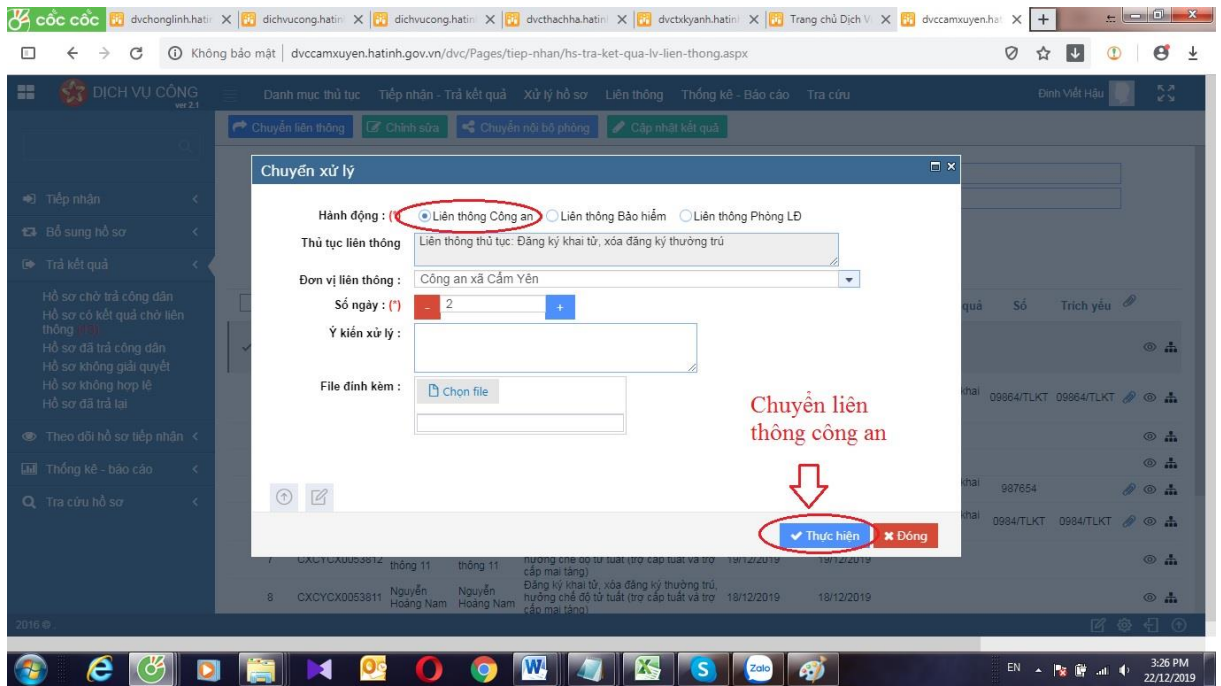 cốc cốc dvchonglinh.hatir dichvucong.hatin dichvucong.hatin dvcthachha.hatin dvctxkyanh.hatin Trang chủ Dịch V dvccamxuyen.hat
Không bảo mật dvccamxuyen.hatinh.gov.vn/dvc/Pages/tiep-nhan/hs-tra-ket-qua-lv-lien-thong.aspx
DỊCH VỤ CÔNG
ver 2.1
Danh mục thủ tục Tiếp nhận - Trả kết quả Xử lý hồ sơ Liên thông Thống kê - Báo cáo Tra cứu Đinh Viết Hậu
Chuyển liên thông Chỉnh sửa Chuyển nội bộ phòng Cập nhật kết quả
Chuyển xử lý
Tiếp nhận
Bổ sung hồ sơ
Trả kết quả
Hồ sơ chờ trả công dân
Hồ sơ có kết quả chờ liên
thông
Hồ sơ đã trả công dân
Hồ sơ không giải quyết
Hồ sơ không hợp lệ
Hồ sơ đã trả lại
Theo dõi hồ sơ tiếp nhận
Thống kê - báo cáo
Tra cứu hồ sơ
Hành động : (*) Liên thông Công an Liên thông Bảo hiểm Liên thông Phòng LĐ
Thủ tục liên thông Liên thông thủ tục: Đăng ký khai tử, xóa đăng ký thường trú
Đơn vị liên thông : Công an xã Cẩm Yên
Số ngày : (*) - 2 +
Ý kiến xử lý :
File đính kèm : Chọn file
Chuyển liên
thông công an
Thực hiện Đóng
quả Số Trích yếu
khai 09864/TLKT 09864/TLKT
khai 987654
khai 0984/TLKT 0984/TLKT
7 CXCYCX0053812 thông 11 thông 11 hưởng chế độ tử tuất (trợ cấp tuất và trợ 19/12/2019 19/12/2019
cấp mai táng)
8 CXCYCX0053811 Nguyễn Hoàng Nam Nguyễn Hoàng Nam Đăng ký khai tử, xóa đăng ký thường trú, 18/12/2019 18/12/2019
hưởng chế độ tử tuất (trợ cấp tuất và trợ
cấp mai táng)
2016 © .
EN 3:26 PM
22/12/2019